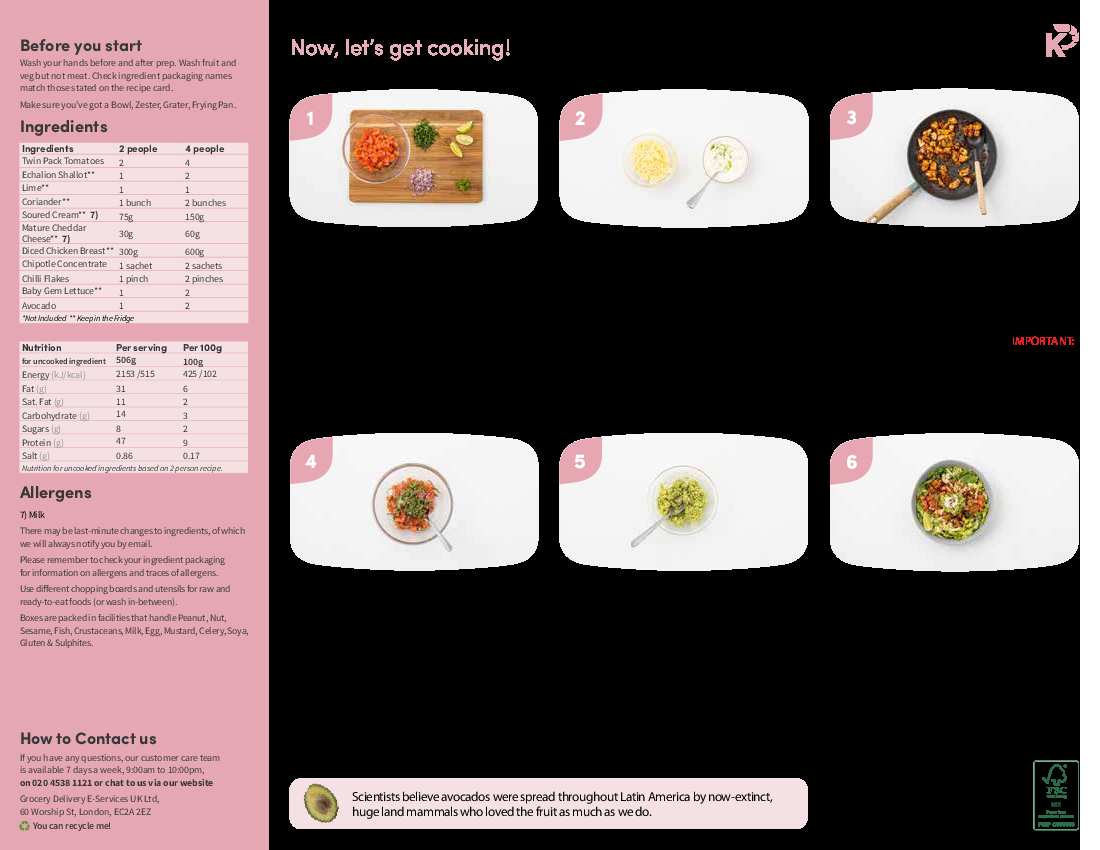 Before you start
Wash your hands before and after prep. Wash fruit and
veg but not meat. Check ingredient packaging names
match those stated on the recipe card.
Make sure you've got a Bowl, Zester, Grater, Frying Pan.
Ingredients
Ingredients 2 people 4 people
Twin Pack Tomatoes 2 4
Echalion Shallot** 1 2
Lime** 1 1
Coriander** 1 bunch 2 bunches
Soured Cream** 7) 75g 150g
Mature Cheddar
Cheese** 7) 30g 60g
Diced Chicken Breast** 300g 600g
Chipotle Concentrate 1 sachet 2 sachets
Chilli Flakes 1 pinch 2 pinches
Baby Gem Lettuce** 1 2
Avocado 1 2
*Not Included ** Keep in the Fridge
Nutrition Per serving Per 100g
for uncooked ingredient 506g 100g
Energy (kJ/kcal) 2153 /515 425 /102
Fat (g) 31 6
Sat. Fat (g) 11 2
Carbohydrate (g) 14 3
Sugars (g) 8 2
Protein (g) 47 9
Salt (g) 0.86 0.17
Nutrition for uncooked ingredients based on 2 person recipe.
Allergens
7) Milk
There may be last-minute changes to ingredients, of which
we will always notify you by email.
Please remember to check your ingredient packaging
for information on allergens and traces of allergens.
Use different chopping boards and utensils for raw and
ready-to-eat foods (or wash in-between).
Boxes are packed in facilities that handle Peanut, Nut,
Sesame, Fish, Crustaceans, Milk, Egg, Mustard, Celery, Soya,
Gluten & Sulphites.
How to Contact us
If you have any questions, our customer care team
is available 7 days a week, 9:00am to 10:00pm,
on 020 4538 1121 or chat to us via our website
Grocery Delivery E-Services UK Ltd,
60 Worship St, London, EC2A 2EZ
You can recycle me!
Now, let's get cooking!
K
1
2
3
IMPORTANT:
4
5
6
Scientists believe avocados were spread throughout Latin America by now-extinct,
huge land mammals who loved the fruit as much as we do.
FSC
MIX